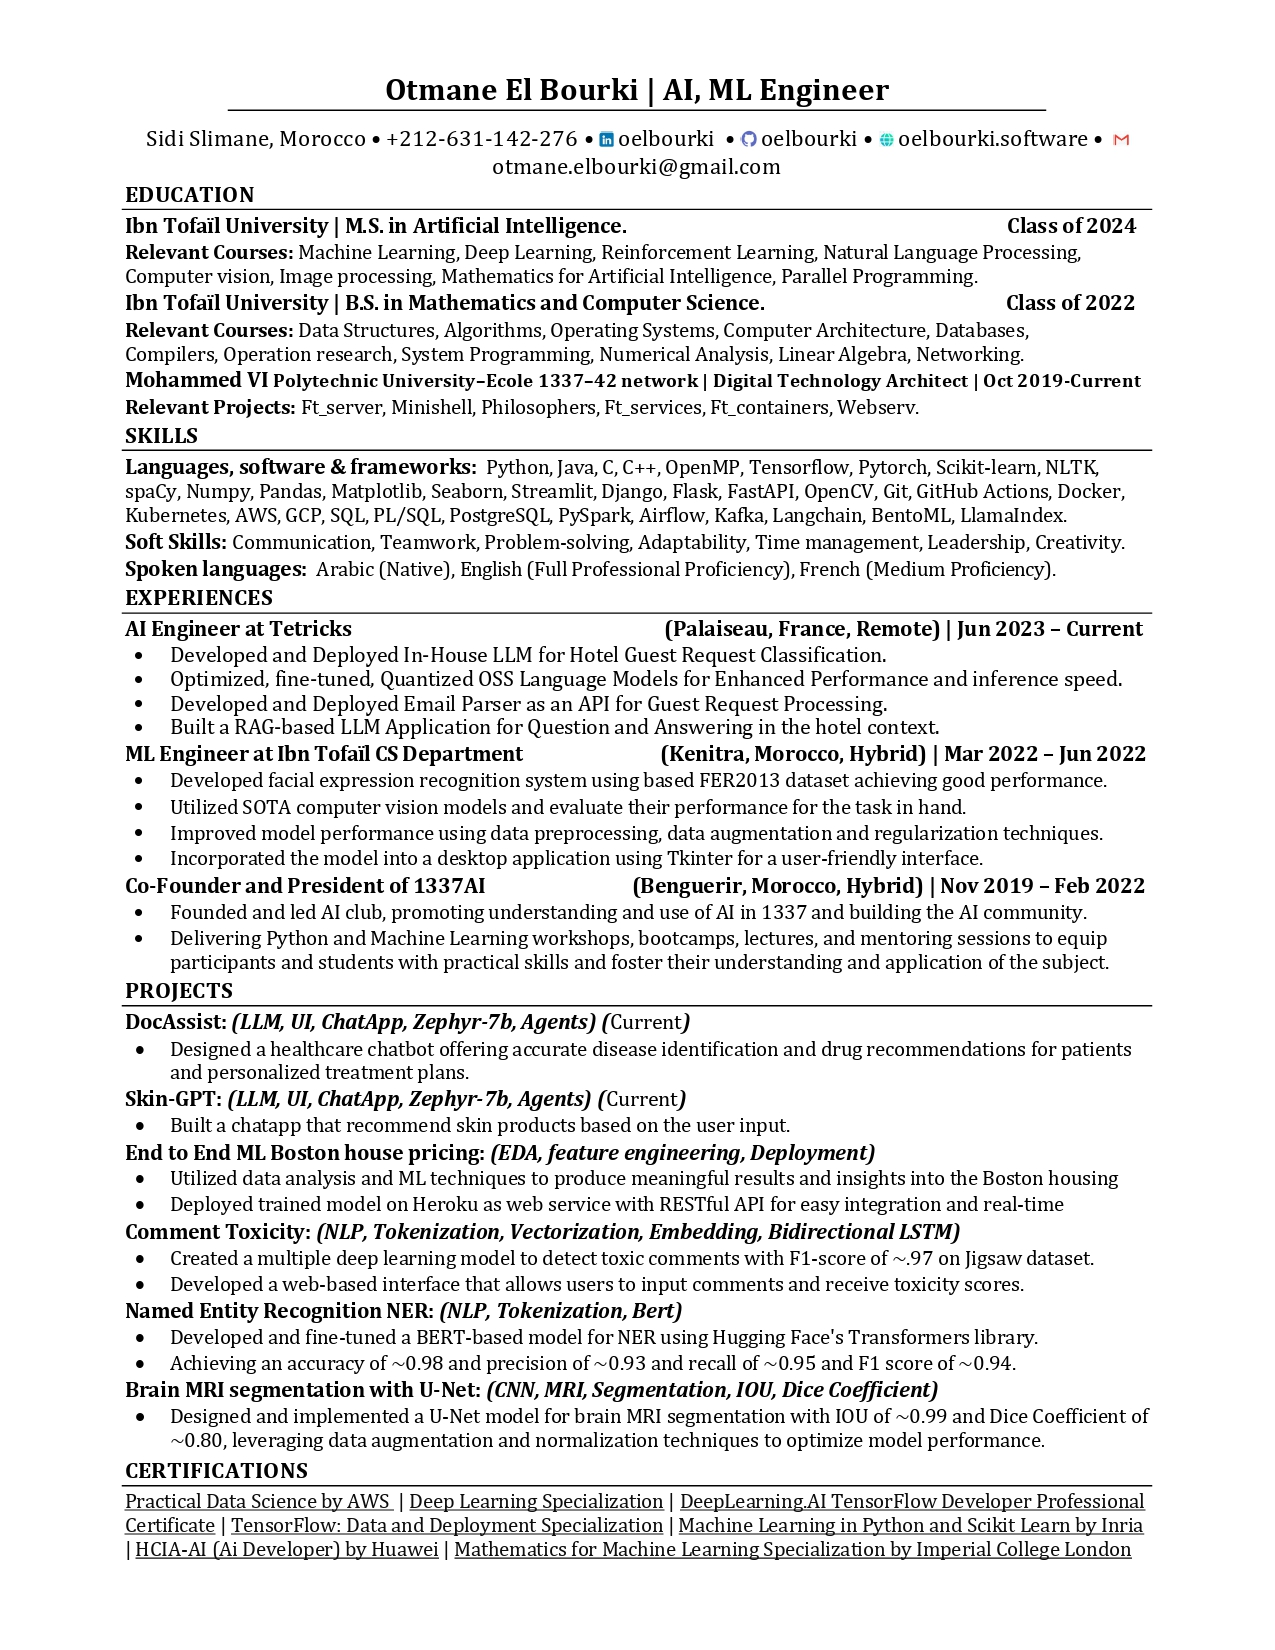 Otmane El Bourki | AI, ML Engineer
Sidi Slimane, Morocco • +212-631-142-276 • oelbourki • oelbourki • oelbourki.software •
otmane.elbourki@gmail.com
EDUCATION
Ibn Tofaïl University | M.S. in Artificial Intelligence. Class of 2024
Relevant Courses: Machine Learning, Deep Learning, Reinforcement Learning, Natural Language Processing,
Computer vision, Image processing, Mathematics for Artificial Intelligence, Parallel Programming.
Ibn Tofaïl University | B.S. in Mathematics and Computer Science. Class of 2022
Relevant Courses: Data Structures, Algorithms, Operating Systems, Computer Architecture, Databases,
Compilers, Operation research, System Programming, Numerical Analysis, Linear Algebra, Networking.
Mohammed VI Polytechnic University–Ecole 1337–42 network | Digital Technology Architect | Oct 2019-Current
Relevant Projects: Ft_server, Minishell, Philosophers, Ft_services, Ft_containers, Webserv.
SKILLS
Languages, software & frameworks: Python, Java, C, C++, OpenMP, Tensorflow, Pytorch, Scikit-learn, NLTK,
spaCy, Numpy, Pandas, Matplotlib, Seaborn, Streamlit, Django, Flask, FastAPI, OpenCV, Git, GitHub Actions, Docker,
Kubernetes, AWS, GCP, SQL, PL/SQL, PostgreSQL, PySpark, Airflow, Kafka, Langchain, BentoML, LlamaIndex.
Soft Skills: Communication, Teamwork, Problem-solving, Adaptability, Time management, Leadership, Creativity.
Spoken languages: Arabic (Native), English (Full Professional Proficiency), French (Medium Proficiency).
EXPERIENCES
AI Engineer at Tetricks (Palaiseau, France, Remote) | Jun 2023 – Current
• Developed and Deployed In-House LLM for Hotel Guest Request Classification.
• Optimized, fine-tuned, Quantized OSS Language Models for Enhanced Performance and inference speed.
• Developed and Deployed Email Parser as an API for Guest Request Processing.
• Built a RAG-based LLM Application for Question and Answering in the hotel context.
ML Engineer at Ibn Tofaïl CS Department (Kenitra, Morocco, Hybrid) | Mar 2022 – Jun 2022
• Developed facial expression recognition system using based FER2013 dataset achieving good performance.
• Utilized SOTA computer vision models and evaluate their performance for the task in hand.
• Improved model performance using data preprocessing, data augmentation and regularization techniques.
• Incorporated the model into a desktop application using Tkinter for a user-friendly interface.
Co-Founder and President of 1337AI (Benguerir, Morocco, Hybrid) | Nov 2019 – Feb 2022
• Founded and led AI club, promoting understanding and use of AI in 1337 and building the AI community.
• Delivering Python and Machine Learning workshops, bootcamps, lectures, and mentoring sessions to equip
participants and students with practical skills and foster their understanding and application of the subject.
PROJECTS
DocAssist: (LLM, UI, ChatApp, Zephyr-7b, Agents) (Current)
• Designed a healthcare chatbot offering accurate disease identification and drug recommendations for patients
and personalized treatment plans.
Skin-GPT: (LLM, UI, ChatApp, Zephyr-7b, Agents) (Current)
• Built a chatapp that recommend skin products based on the user input.
End to End ML Boston house pricing: (EDA, feature engineering, Deployment)
• Utilized data analysis and ML techniques to produce meaningful results and insights into the Boston housing
• Deployed trained model on Heroku as web service with RESTful API for easy integration and real-time
Comment Toxicity: (NLP, Tokenization, Vectorization, Embedding, Bidirectional LSTM)
• Created a multiple deep learning model to detect toxic comments with F1-score of ~.97 on Jigsaw dataset.
• Developed a web-based interface that allows users to input comments and receive toxicity scores.
Named Entity Recognition NER: (NLP, Tokenization, Bert)
• Developed and fine-tuned a BERT-based model for NER using Hugging Face's Transformers library.
• Achieving an accuracy of ~0.98 and precision of ~0.93 and recall of ~0.95 and F1 score of ~0.94.
Brain MRI segmentation with U-Net: (CNN, MRI, Segmentation, IOU, Dice Coefficient)
• Designed and implemented a U-Net model for brain MRI segmentation with IOU of ~0.99 and Dice Coefficient of
~0.80, leveraging data augmentation and normalization techniques to optimize model performance.
CERTIFICATIONS
Practical Data Science by AWS | Deep Learning Specialization | DeepLearning.AI TensorFlow Developer Professional
Certificate | TensorFlow: Data and Deployment Specialization | Machine Learning in Python and Scikit Learn by Inria
| HCIA-AI (Ai Developer) by Huawei | Mathematics for Machine Learning Specialization by Imperial College London